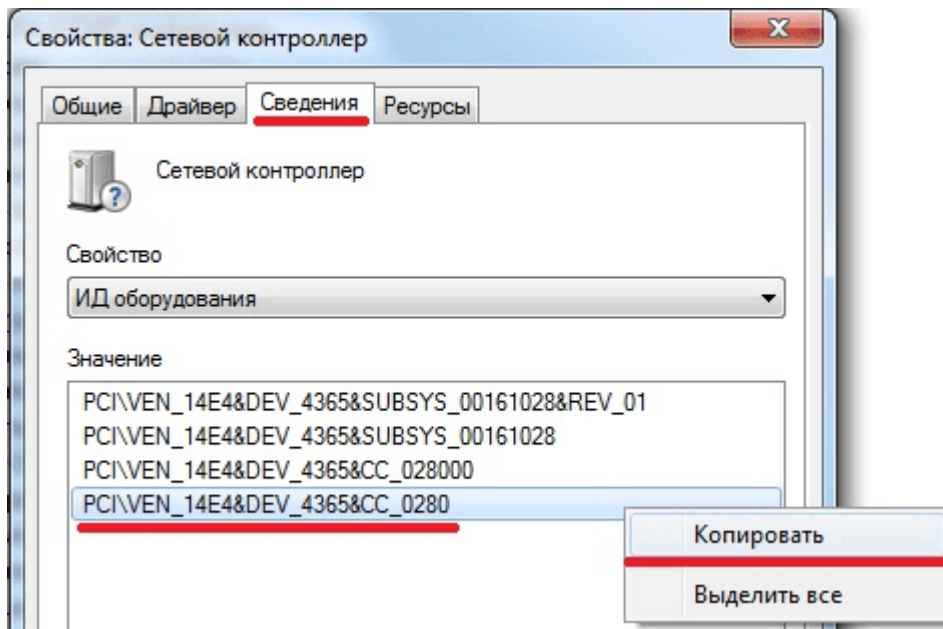 Свойства: Сетевой контроллер
Общие Драйвер Сведения Ресурсы
Сетевой контроллер
Свойство
ИД оборудования
Значение
PCI\VEN_14E4&DEV_4365&SUBSYS_00161028&REV_01
PCI\VEN_14E4&DEV_4365&SUBSYS_00161028
PCI\VEN_14E4&DEV_4365&CC_028000
PCI\VEN_14E4&DEV_4365&CC_0280
Копировать
Выделить все